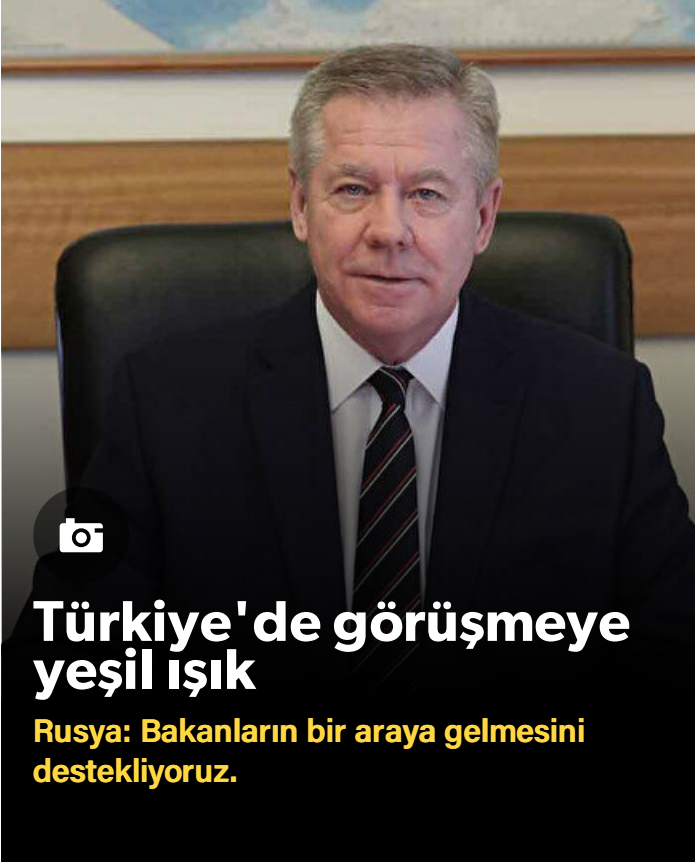 Türkiye'de görüşmeye
yeşil ışık
Rusya: Bakanların bir araya gelmesini
destekliyoruz.